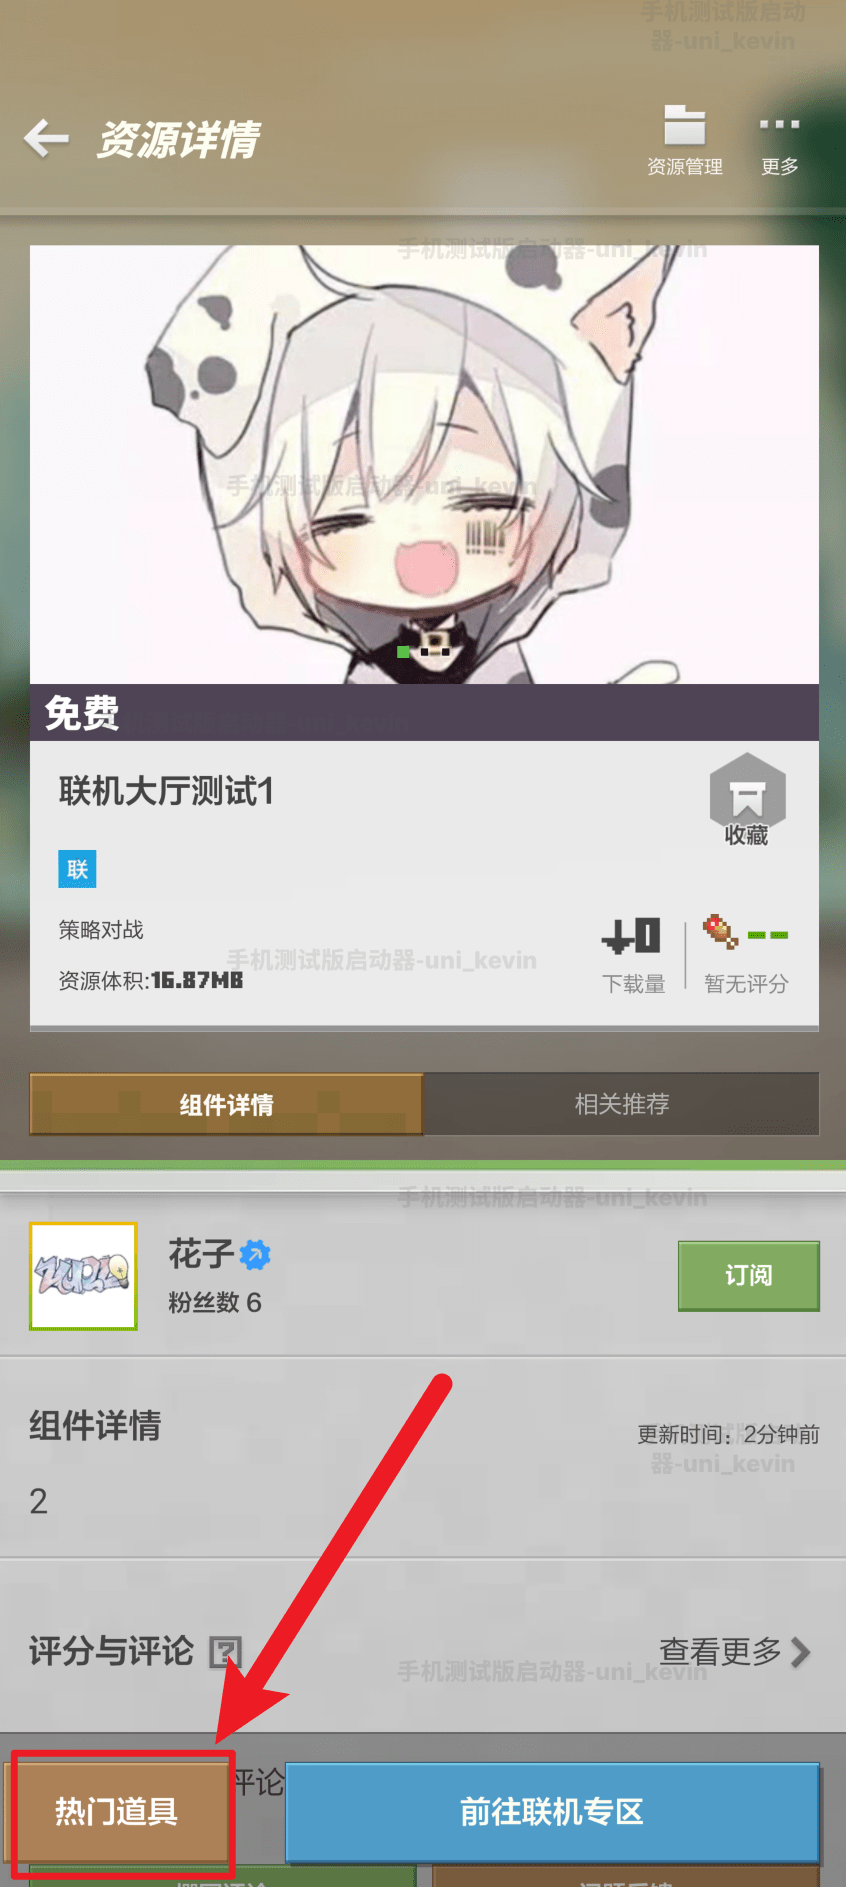 手机测试版启动
器-uni_kevin
资源详情
资源管理
更多
手机测试版启动器-uni_kevin
手机测试版启动器-uni_kevin
免费
联机大厅测试1
收藏
联
策略对战
手机测试版启动器-uni_kevin
资源体积:16.87MB
0
下载量
暂无评分
组件详情
相关推荐
手机测试版启动器-uni_kevin
花子
粉丝数 6
订阅
组件详情
更新时间：2分钟前
器-uni_kevin
2
评分与评论
查看更多
手机测试版启动器-uni_kevin
评论
热门道具
前往联机专区